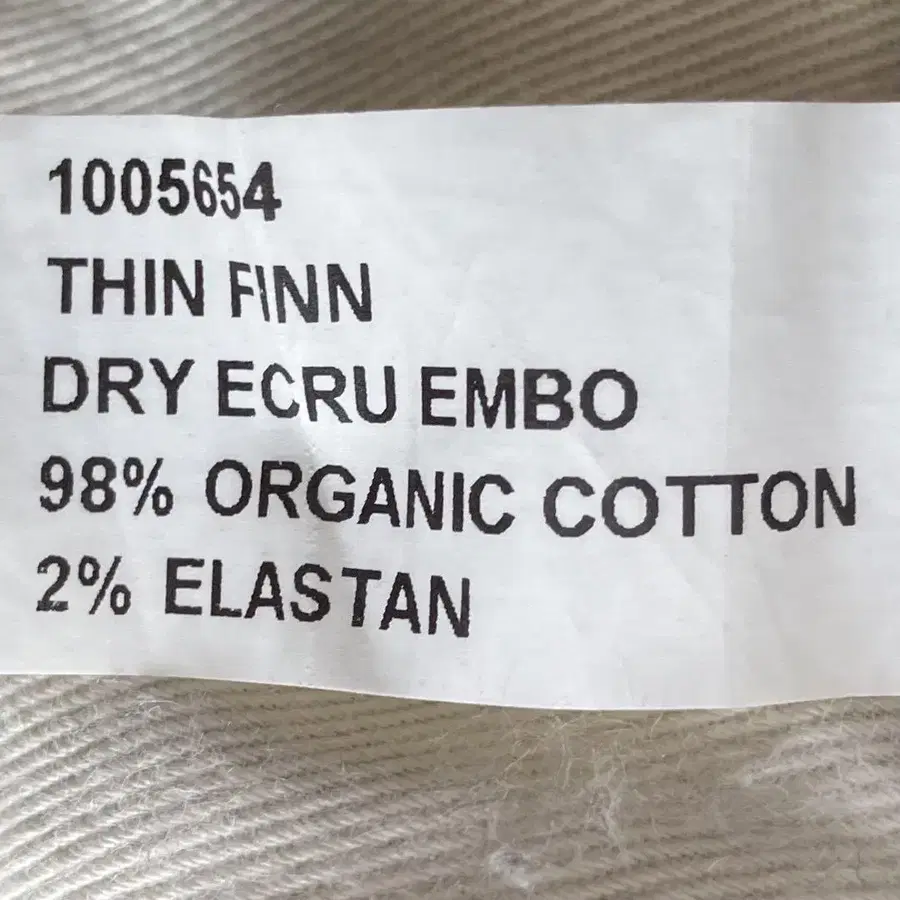 1005654
THIN FINN
DRY ECRU EMBO
98% ORGANIC COTTON
2% ELASTAN